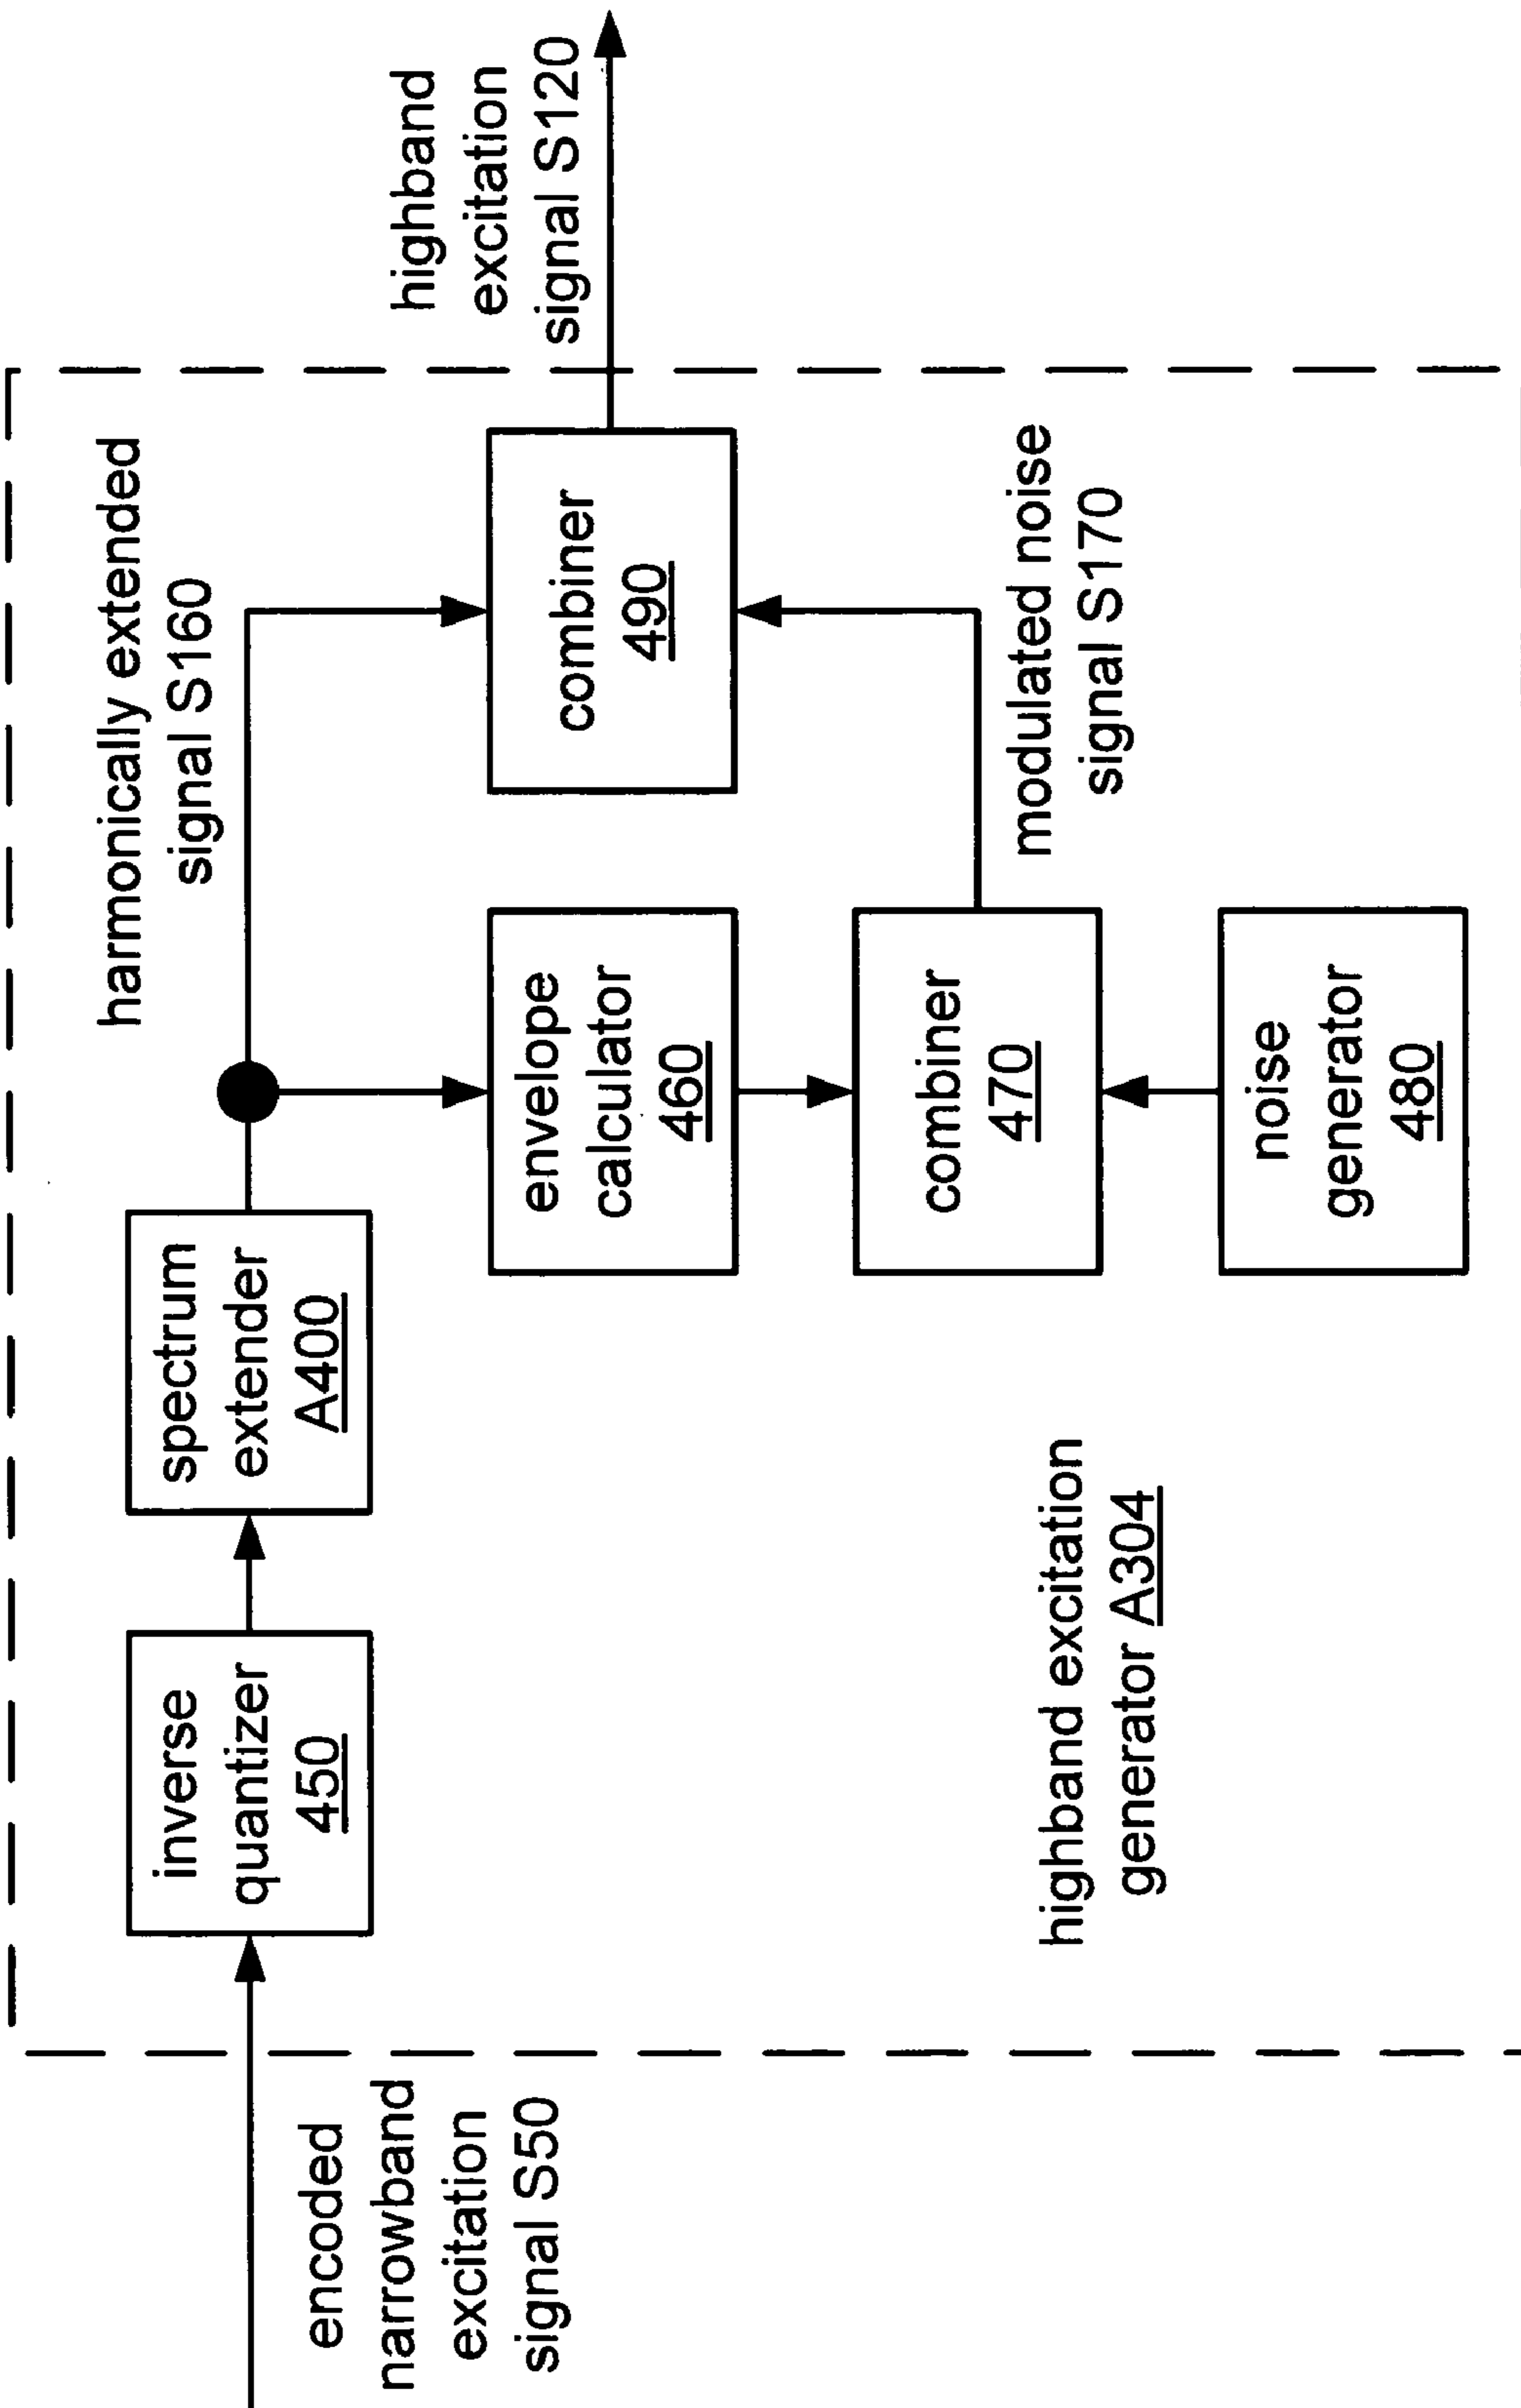 encoded
narrowband
excitation
signal S50
inverse
quantizer
450
spectrum
extender
A400
harmonically extended
signal S160
envelope
calculator
460
combiner
470
noise
generator
480
combiner
490
modulated noise
signal S170
highband
excitation
signal S120
highband excitation
generator A304